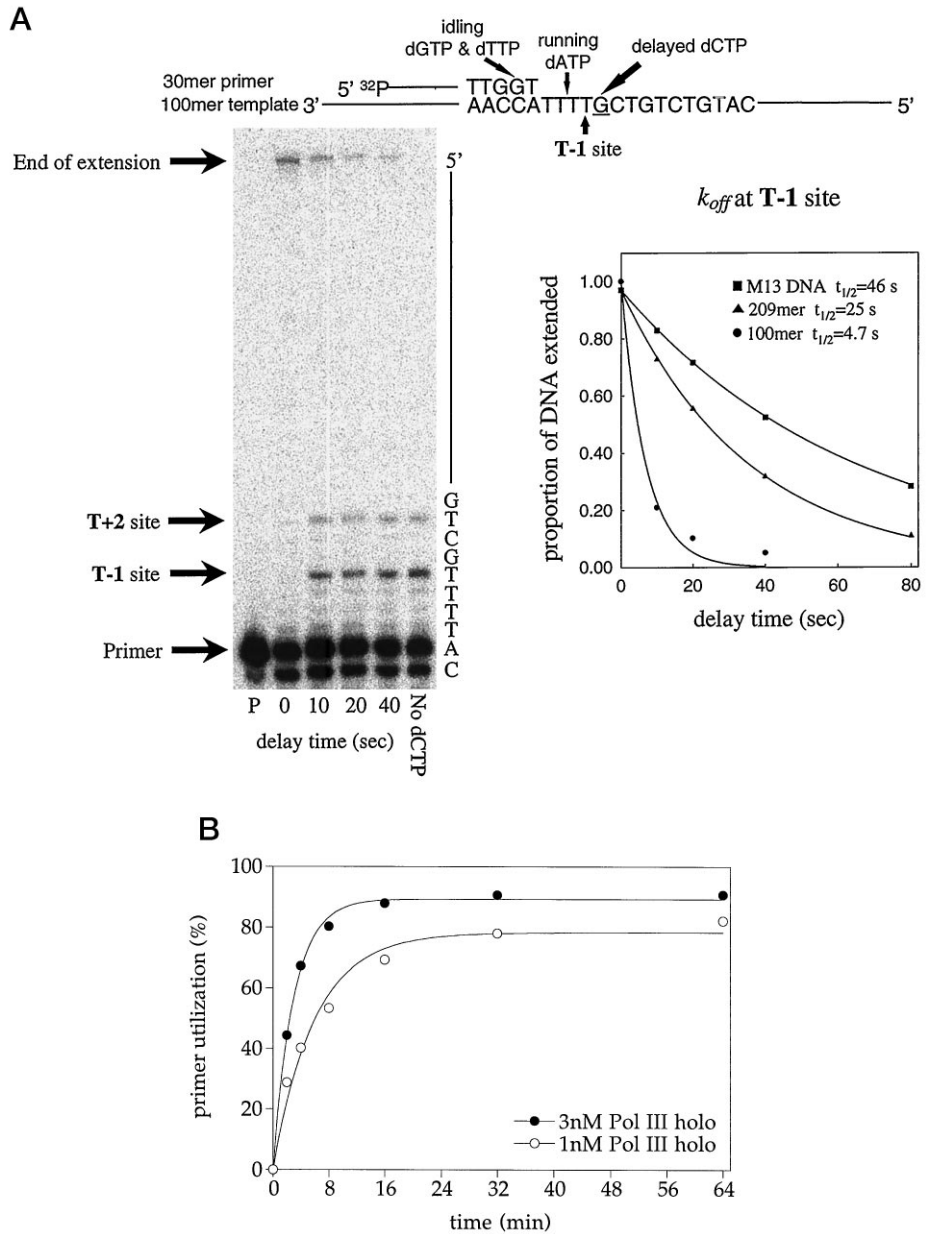 A
idling
dGTP & dTTP
running
dATP
delayed dCTP
30mer primer 5' ³²P TTGGT
100mer template 3' AACCATTTTGCTGTCTGTAC 5'
T-1 site
End of extension
5'
T+2 site
T-1 site
Primer
G
T
C
G
T
T
T
T
A
C
P 0 10 20 40 No dCTP
delay time (sec)
k_off at T-1 site
1.00
0.80
0.60
0.40
0.20
0.00
proportion of DNA extended
M13 DNA t1/2=46 s
209mer t1/2=25 s
100mer t1/2=4.7 s
0 20 40 60 80
delay time (sec)
B
100
80
60
40
20
0
primer utilization (%)
3nM Pol III holo
1nM Pol III holo
0 8 16 24 32 40 48 56 64
time (min)